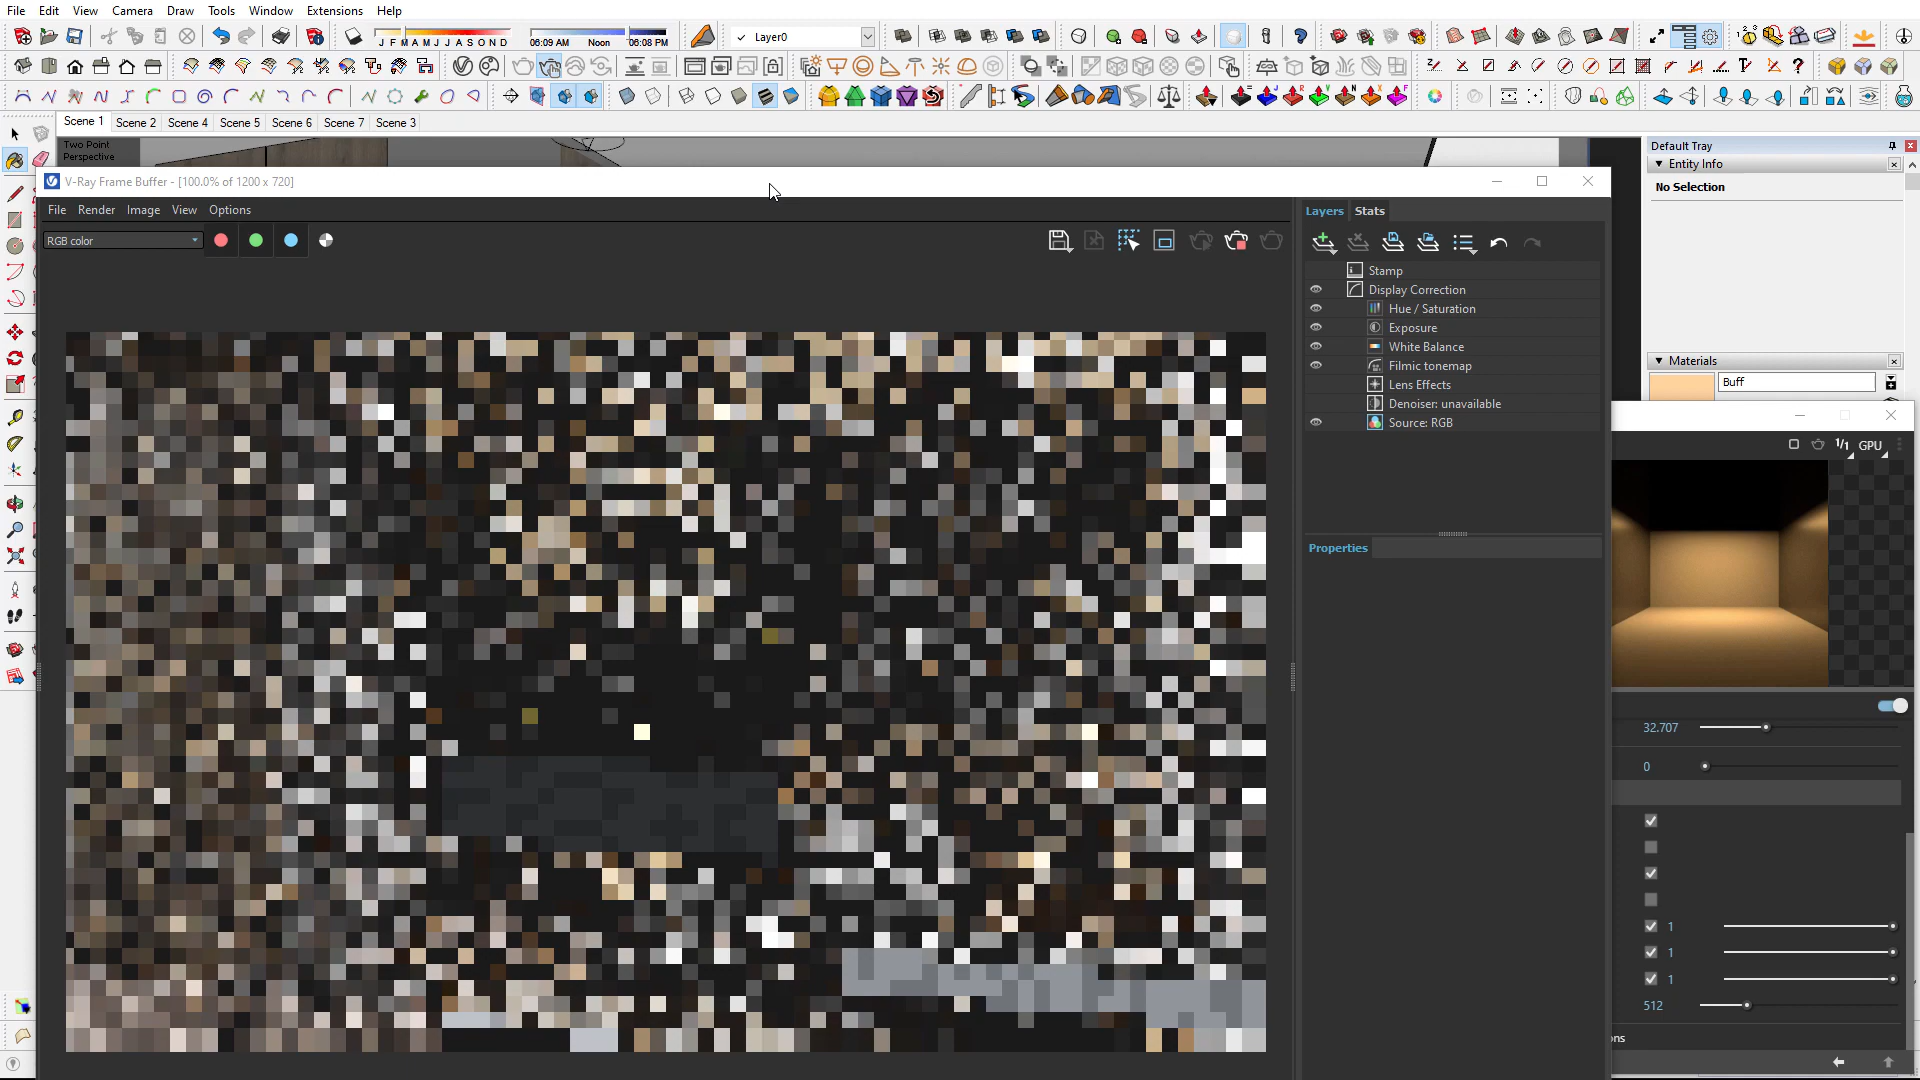 File Edit View Camera Draw Tools Window Extensions Help
J F M A M J J A S O N D
06:09 AM Noon 06:08 PM
Layer0
Scene 1 Scene 2 Scene 4 Scene 5 Scene 6 Scene 7 Scene 3
Two Point
Perspective
Default Tray
Entity Info
No Selection
Materials
Buff
V-Ray Frame Buffer - [100.0% of 1200 x 720]
File Render Image View Options
RGB color
Layers Stats
Stamp
Display Correction
Hue / Saturation
Exposure
White Balance
Filmic tonemap
Lens Effects
Denoiser: unavailable
Source: RGB
Properties
1/1 GPU
32.707
0
1
1
1
512
ons